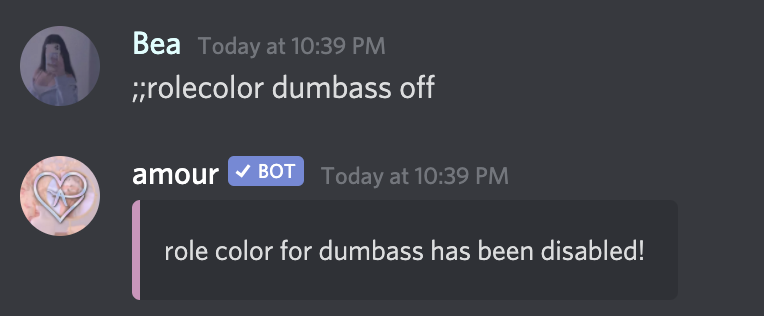 Bea Today at 10:39 PM
;;rolecolor dumbass off
amour BOT Today at 10:39 PM
role color for dumbass has been disabled!